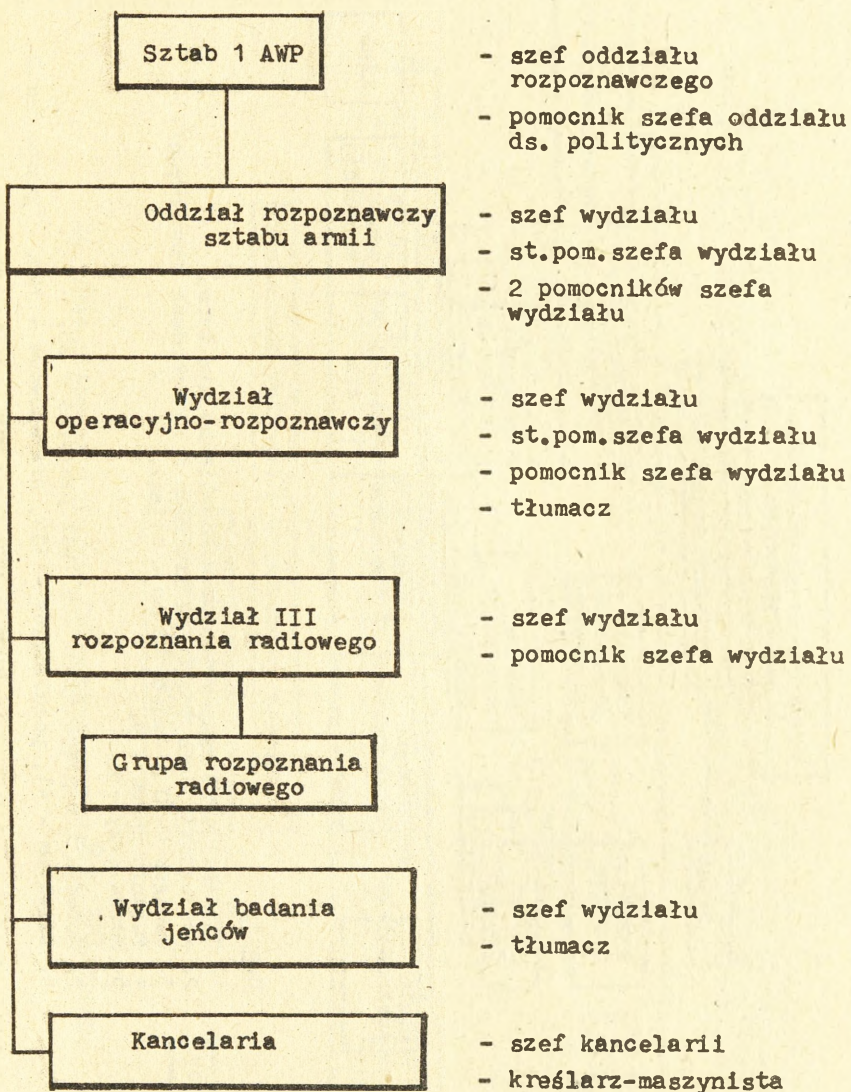 Sztab 1 AWP
- szef oddziału
rozpoznawczego
- pomocnik szefa oddziału
ds. politycznych
Oddział rozpoznawczy
sztabu armii
- szef wydziału
- st.pom.szefa wydziału
- 2 pomocników szefa
wydziału
Wydział
operacyjno-rozpoznawczy
- szef wydziału
- st.pom.szefa wydziału
- pomocnik szefa wydziału
- tłumacz
Wydział III
rozpoznania radiowego
- szef wydziału
- pomocnik szefa wydziału
Grupa rozpoznania
radiowego
Wydział badania
jeńców
- szef wydziału
- tłumacz
Kancelaria
- szef kancelarii
- kreślarz-maszynista